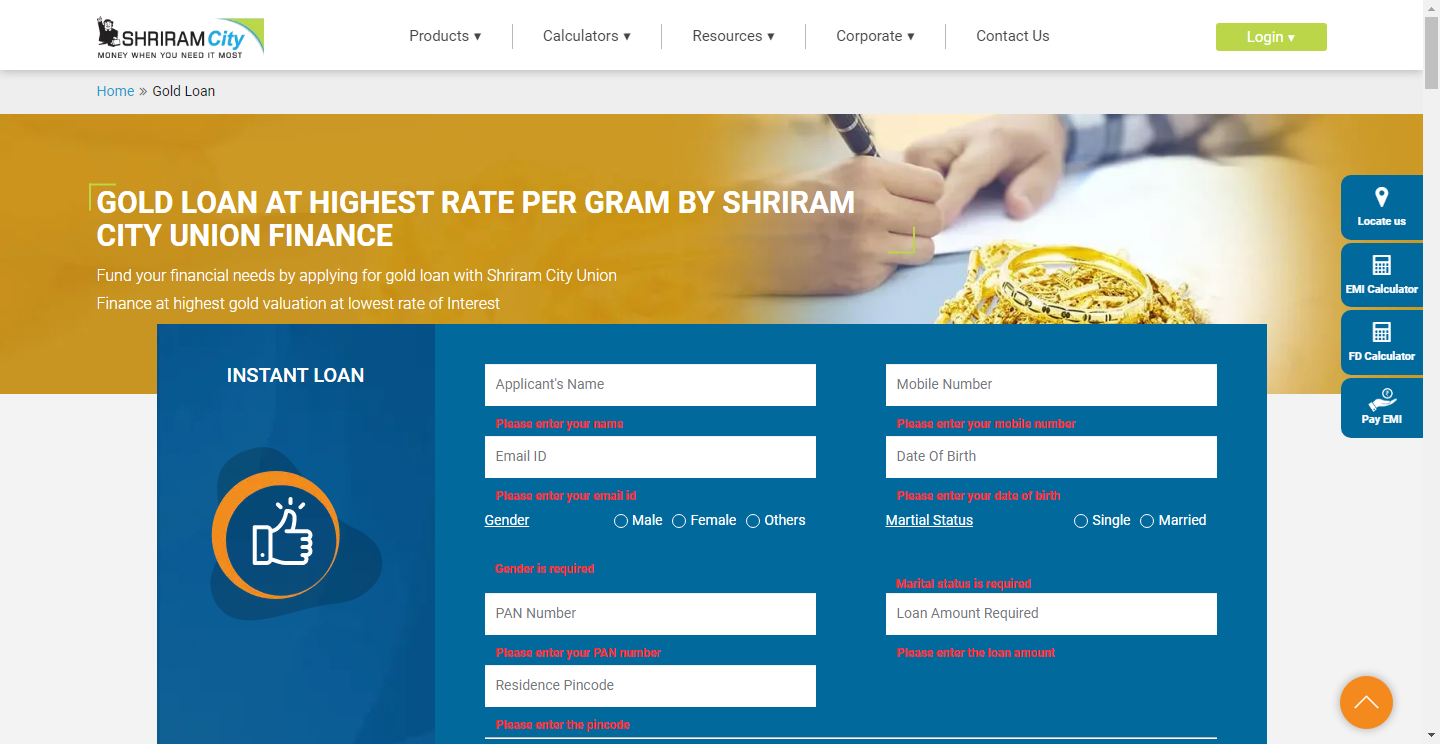 SHRIRAM City
MONEY WHEN YOU NEED IT MOST
Products ▾
Calculators ▾
Resources ▾
Corporate ▾
Contact Us
Login ▾
Home » Gold Loan
GOLD LOAN AT HIGHEST RATE PER GRAM BY SHRIRAM
CITY UNION FINANCE
Fund your financial needs by applying for gold loan with Shriram City Union
Finance at highest gold valuation at lowest rate of Interest
Locate us
EMI Calculator
FD Calculator
Pay EMI
INSTANT LOAN
Applicant's Name
Mobile Number
Please enter your name
Please enter your mobile number
Email ID
Date Of Birth
Please enter your email id
Please enter your date of birth
Gender Male Female Others
Martial Status Single Married
Gender is required
Marital status is required
PAN Number
Loan Amount Required
Please enter your PAN number
Please enter the loan amount
Residence Pincode
Please enter the pincode